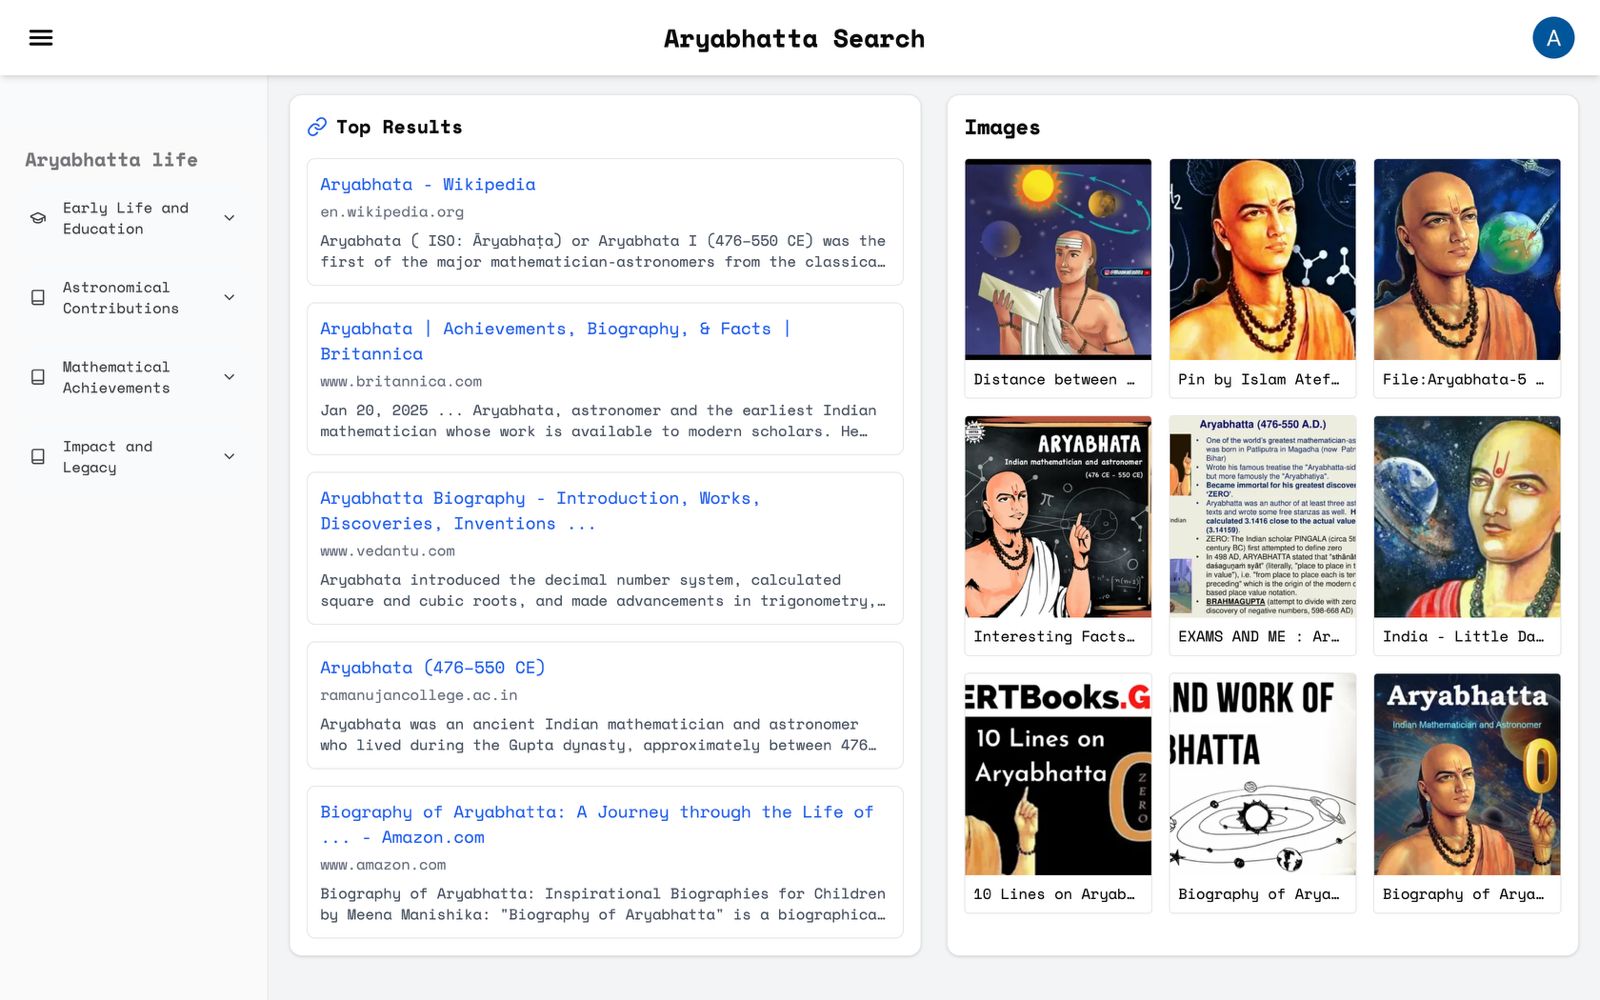 Aryabhatta Search
A
Aryabhatta life
Early Life and
Education
Astronomical
Contributions
Mathematical
Achievements
Impact and
Legacy
Top Results
Aryabhata - Wikipedia
en.wikipedia.org
Aryabhata ( ISO: Āryabhaṭa) or Aryabhata I (476–550 CE) was the
first of the major mathematician-astronomers from the classica…
Aryabhata | Achievements, Biography, & Facts |
Britannica
www.britannica.com
Jan 20, 2025 ... Aryabhata, astronomer and the earliest Indian
mathematician whose work is available to modern scholars. He…
Aryabhatta Biography - Introduction, Works,
Discoveries, Inventions ...
www.vedantu.com
Aryabhata introduced the decimal number system, calculated
square and cubic roots, and made advancements in trigonometry,…
Aryabhata (476–550 CE)
ramanujancollege.ac.in
Aryabhata was an ancient Indian mathematician and astronomer
who lived during the Gupta dynasty, approximately between 476…
Biography of Aryabhatta: A Journey through the Life of
... - Amazon.com
www.amazon.com
Biography of Aryabhatta: Inspirational Biographies for Children
by Meena Manishika: "Biography of Aryabhatta" is a biographica…
Images
Distance between …
Pin by Islam Atef…
File:Aryabhata-5 …
ARYABHATA
Indian mathematician and astronomer
(476 CE - 550 CE)
π
Interesting Facts…
Aryabhatta (476-550 A.D.)
• One of the world's greatest mathematician-as
was born in Patliputra in Magadha (now Patn
Bihar)
• Wrote his famous treatise the "Aryabhatta-sid
but more famously the "Aryabhatiya".
• Became immortal for his greatest discover
'ZERO'.
• Aryabhatta was an author of at least three ast
texts and wrote some free stanzas as well. H
calculated 3.1416 close to the actual value
(3.14159).
• ZERO: The Indian scholar PINGALA (circa 5t
century BC) first attempted to define zero
• In 498 AD, ARYABHATTA stated that "sthānāt
daśaguṇaṁ syāt" (literally, "place to place in t
in value"), i.e. "from place to place each is ten
preceding" which is the origin of the modern d
based place value notation.
• BRAHMAGUPTA (attempt to divide with zero
discovery of negative numbers, 598-668 AD)
ndian
EXAMS AND ME : Ar…
India - Little Da…
ERTBooks.G
10 Lines on
Aryabhatta
ZERO
10 Lines on Aryab…
ND WORK OF
BHATTA
Biography of Arya…
Aryabhatta
Indian Mathematician and Astronomer
0
Biography of Arya…